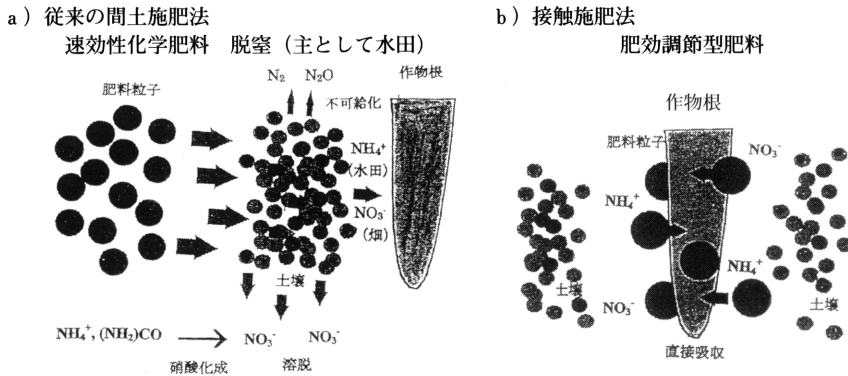 a）従来の間土施肥法
速効性化学肥料　脱窒（主として水田）
N₂ N₂O
作物根
肥料粒子
不可給化
NH₄⁺
(水田)
NO₃⁻
(畑)
土壌
NH₄⁺, (NH₂)CO
NO₃⁻ NO₃⁻
硝酸化成 溶脱
b）接触施肥法
肥効調節型肥料
作物根
肥料粒子
NO₃⁻
NH₄⁺
NH₄⁺
土壌
NO₃⁻
土壌
直接吸収